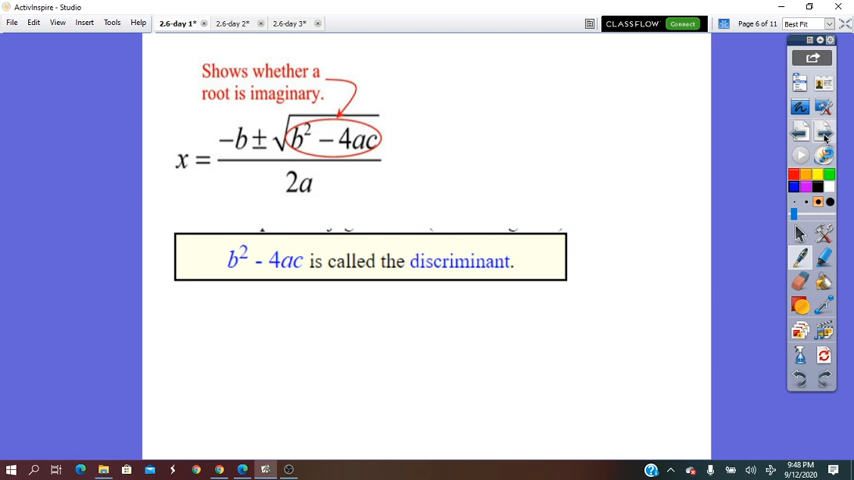 ActivInspire - Studio
File Edit View Insert Tools Help
2.6-day 1*
2.6-day 2*
2.6-day 3*
CLASSFLOW
Connect
Page 6 of 11
Best Fit
Shows whether a
root is imaginary.
x = −b ± √b² − 4ac / 2a
b² - 4ac is called the discriminant.
9:48 PM
9/12/2020